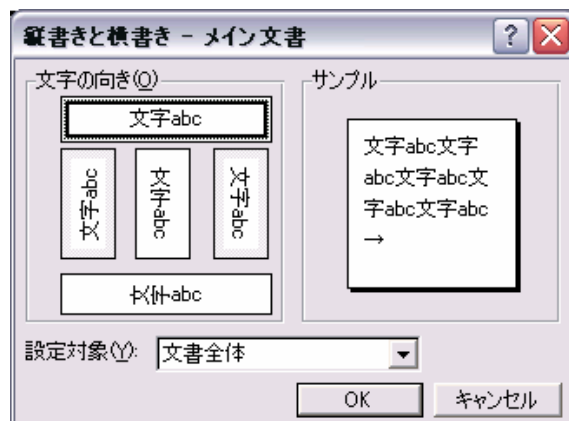 縦書きと横書き - メイン文書
文字の向き(O)
文字abc
文字abc
文字abc
文字abc
文字abc
サンプル
文字abc文字
abc文字abc文
字abc文字abc
→
設定対象(Y): 文書全体
OK キャンセル